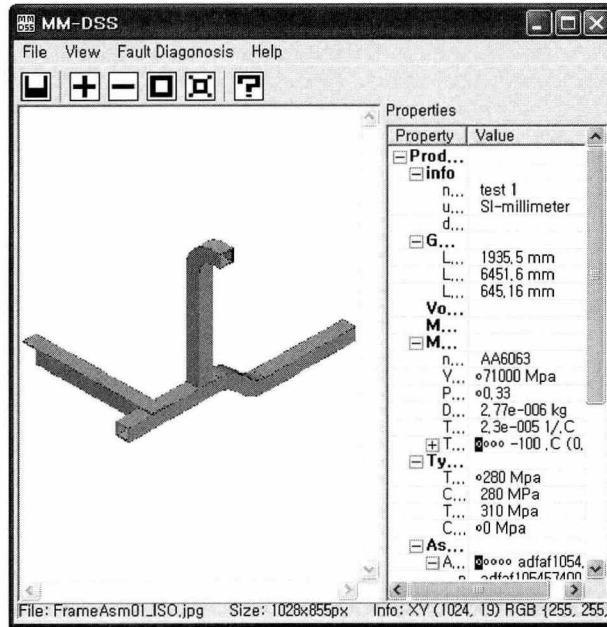 MM DSS MM-DSS
File View Fault Diagonosis Help
Properties
Property Value
Prod...
info
n... test 1
u... SI-millimeter
d...
G...
L... 1935,5 mm
L... 6451,6 mm
L... 645,16 mm
Vo...
M...
M...
n... AA6063
Y... 71000 Mpa
P... 0,33
D... 2,77e-006 kg
T... 2,3e-005 1/,C
T... -100 ,C (0,
Ty...
T... 280 Mpa
C... 280 MPa
T... 310 Mpa
C... 0 Mpa
As...
A... adfaf1054,
n adfaf105457400
File: FrameAsm01_ISO.jpg Size: 1028x855px Info: XY (1024, 19) RGB {255, 255,